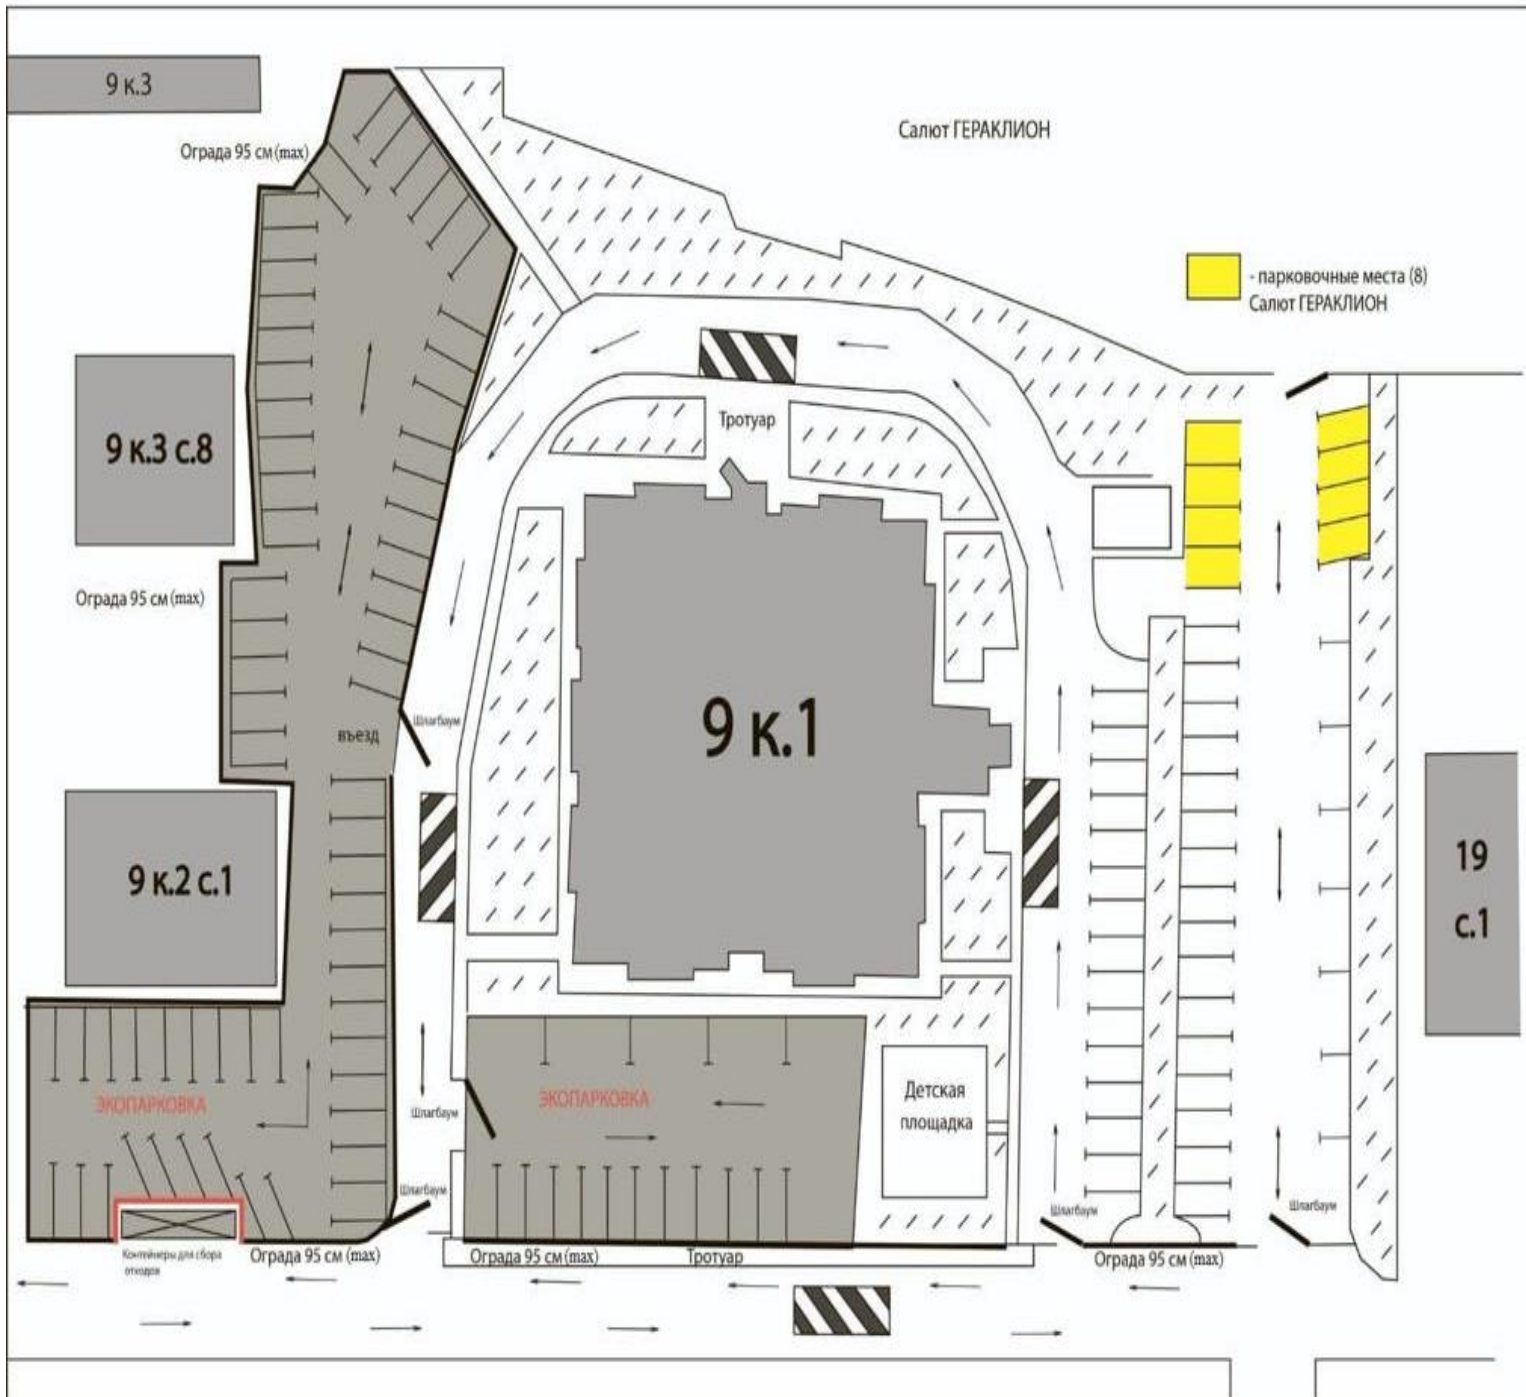 9 к.3
Салют ГЕРАКЛИОН
Ограда 95 см (max)
- парковочные места (8)
Салют ГЕРАКЛИОН
Тротуар
9 к.3 с.8
Ограда 95 см (max)
въезд
Шлагбаум
9 к.1
9 к.2 с.1
19
с.1
ЭКОПАРКОВКА
Шлагбаум
ЭКОПАРКОВКА
Детская
площадка
Шлагбаум
Шлагбаум
Шлагбаум
Контейнеры для сбора
отходов
Ограда 95 см (max)
Ограда 95 см (max)
Тротуар
Ограда 95 см (max)